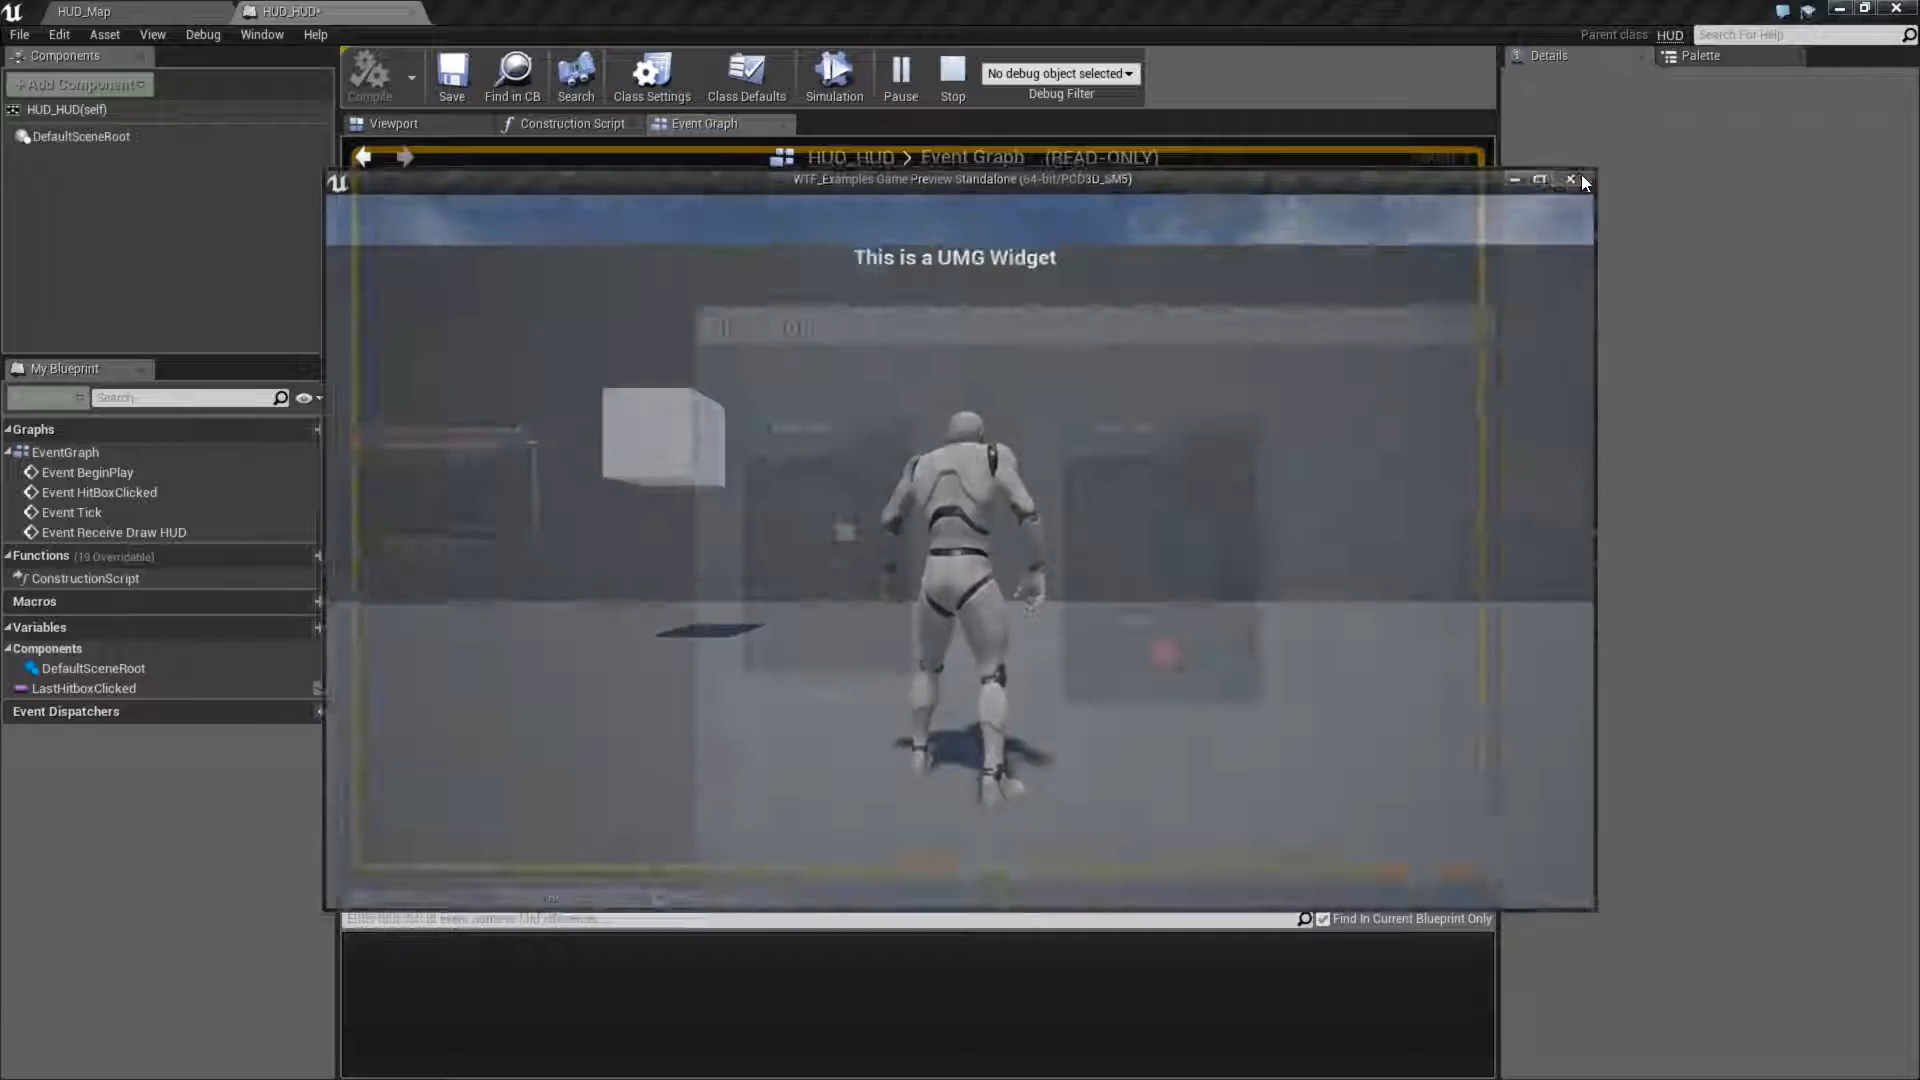 HUD_Map
HUD_HUD*
File Edit Asset View Debug Window Help
Parent class HUD Search For Help
Components
+Add Component
HUD_HUD(self)
DefaultSceneRoot
Compile
Save
Find in CB
Search
Class Settings
Class Defaults
Simulation
Pause
Stop
No debug object selected
Debug Filter
Details
Palette
Viewport
Construction Script
Event Graph
HUD_HUD > Event Graph (READ-ONLY)
WTF_Examples Game Preview Standalone (64-bit/PCD3D_SM5)
This is a UMG Widget
My Blueprint
Search
Graphs
EventGraph
Event BeginPlay
Event HitBoxClicked
Event Tick
Event Receive Draw HUD
Functions (19 Overridable)
ConstructionScript
Macros
Variables
Components
DefaultSceneRoot
LastHitboxClicked
Event Dispatchers
Find In Current Blueprint Only